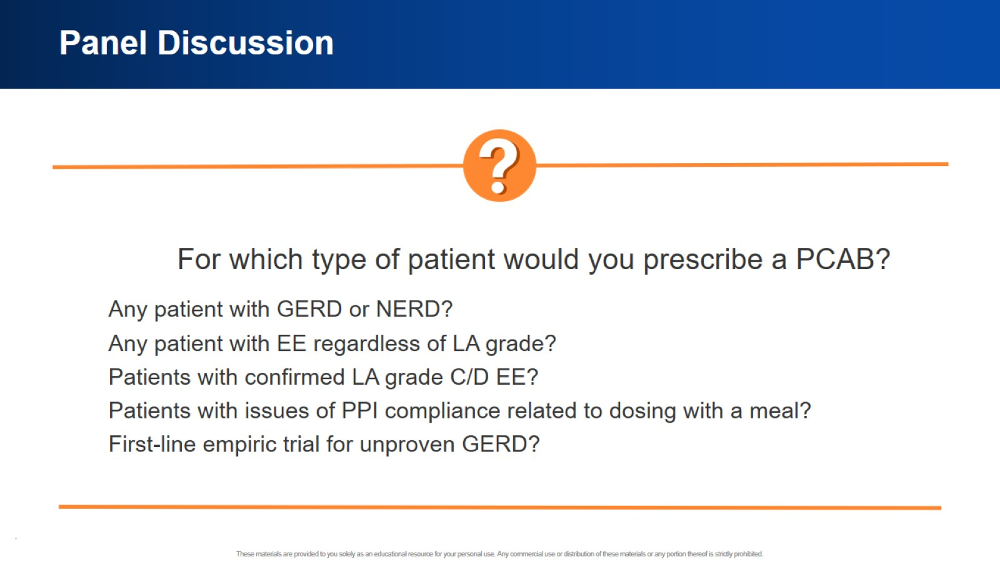 Panel Discussion
?
For which type of patient would you prescribe a PCAB?
Any patient with GERD or NERD?
Any patient with EE regardless of LA grade?
Patients with confirmed LA grade C/D EE?
Patients with issues of PPI compliance related to dosing with a meal?
First-line empiric trial for unproven GERD?
.
These materials are provided to you solely as an educational resource for your personal use. Any commercial use or distribution of these materials or any portion thereof is strictly prohibited.